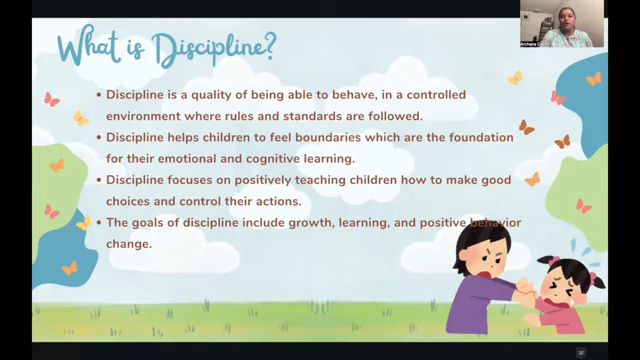 What is Discipline?
• Discipline is a quality of being able to behave, in a controlled
environment where rules and standards are followed.
• Discipline helps children to feel boundaries which are the foundation
for their emotional and cognitive learning.
• Discipline focuses on positively teaching children how to make good
choices and control their actions.
• The goals of discipline include growth, learning, and positive behavior
change.
12